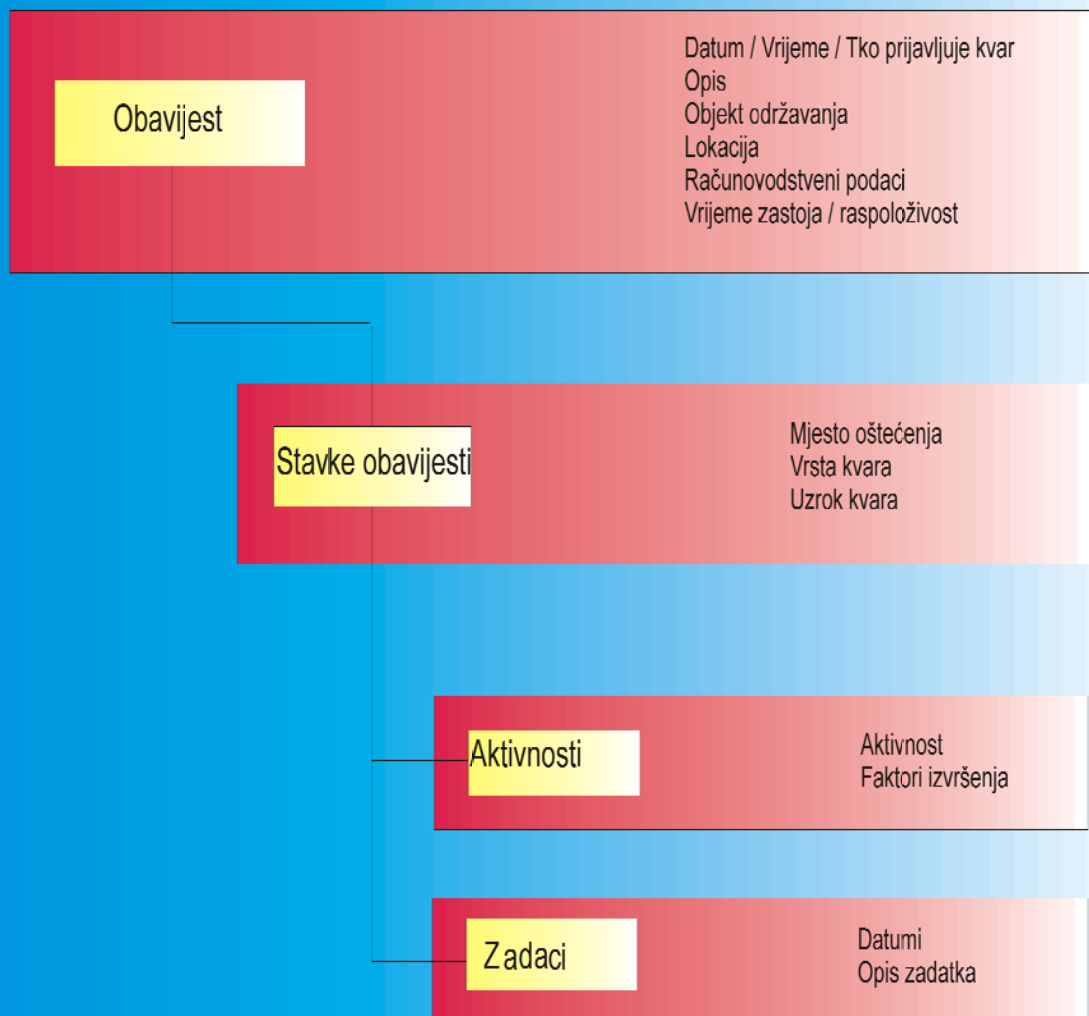 Obavijest
Datum / Vrijeme / Tko prijavljuje kvar
Opis
Objekt održavanja
Lokacija
Računovodstveni podaci
Vrijeme zastoja / raspoloživost
Stavke obavijesti
Mjesto oštećenja
Vrsta kvara
Uzrok kvara
Aktivnosti
Aktivnost
Faktori izvršenja
Zadaci
Datumi
Opis zadatka